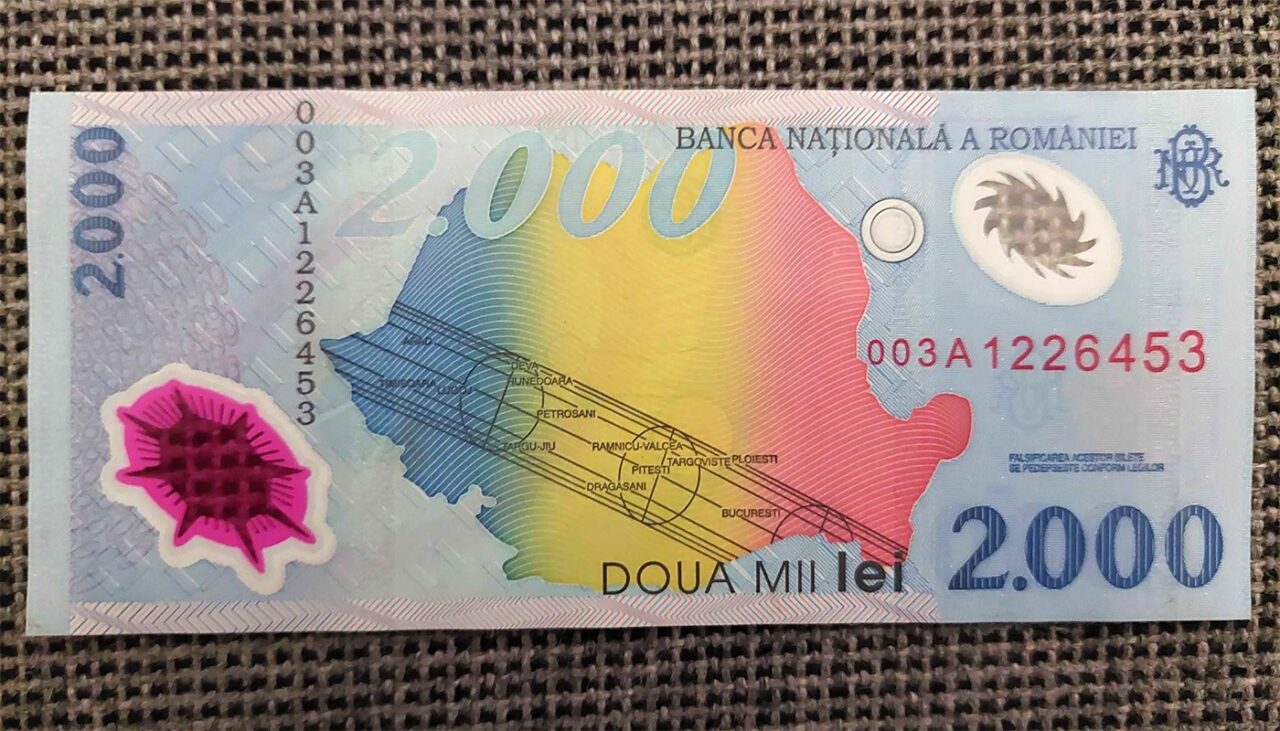 2.000
003A1226453
2.000
BANCA NAȚIONALĂ A ROMÂNIEI
BNR
003A1226453
ARAD
DEVA
TIMISOARA
LUGOJ
HUNEDOARA
PETROSANI
TARGU-JIU
RAMNICU-VALCEA
PITESTI
TARGOVISTE
PLOIESTI
DRAGASANI
BUCURESTI
FALSIFICAREA ACESTOR BILETE
SE PEDEPSESTE CONFORM LEGILOR
2.000
DOUA MII lei